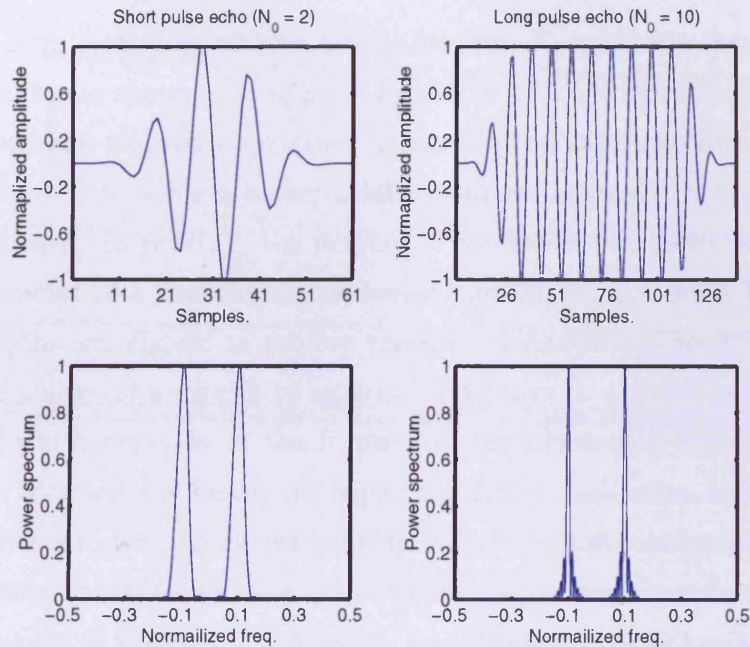 Short pulse echo (N0 = 2)
Normaplized amplitude
1
0.6
0.2
−0.2
−0.6
−1
1 11 21 31 41 51 61
Samples.
Long pulse echo (N0 = 10)
Normaplized amplitude
1
0.6
0.2
−0.2
−0.6
−1
1 26 51 76 101 126
Samples.
Power spectrum
1
0.8
0.6
0.4
0.2
0
−0.5 −0.3 −0.1 0.1 0.3 0.5
Normailized freq.
Power spectrum
1
0.8
0.6
0.4
0.2
0
−0.5 −0.3 −0.1 0.1 0.3 0.5
Normailized freq.